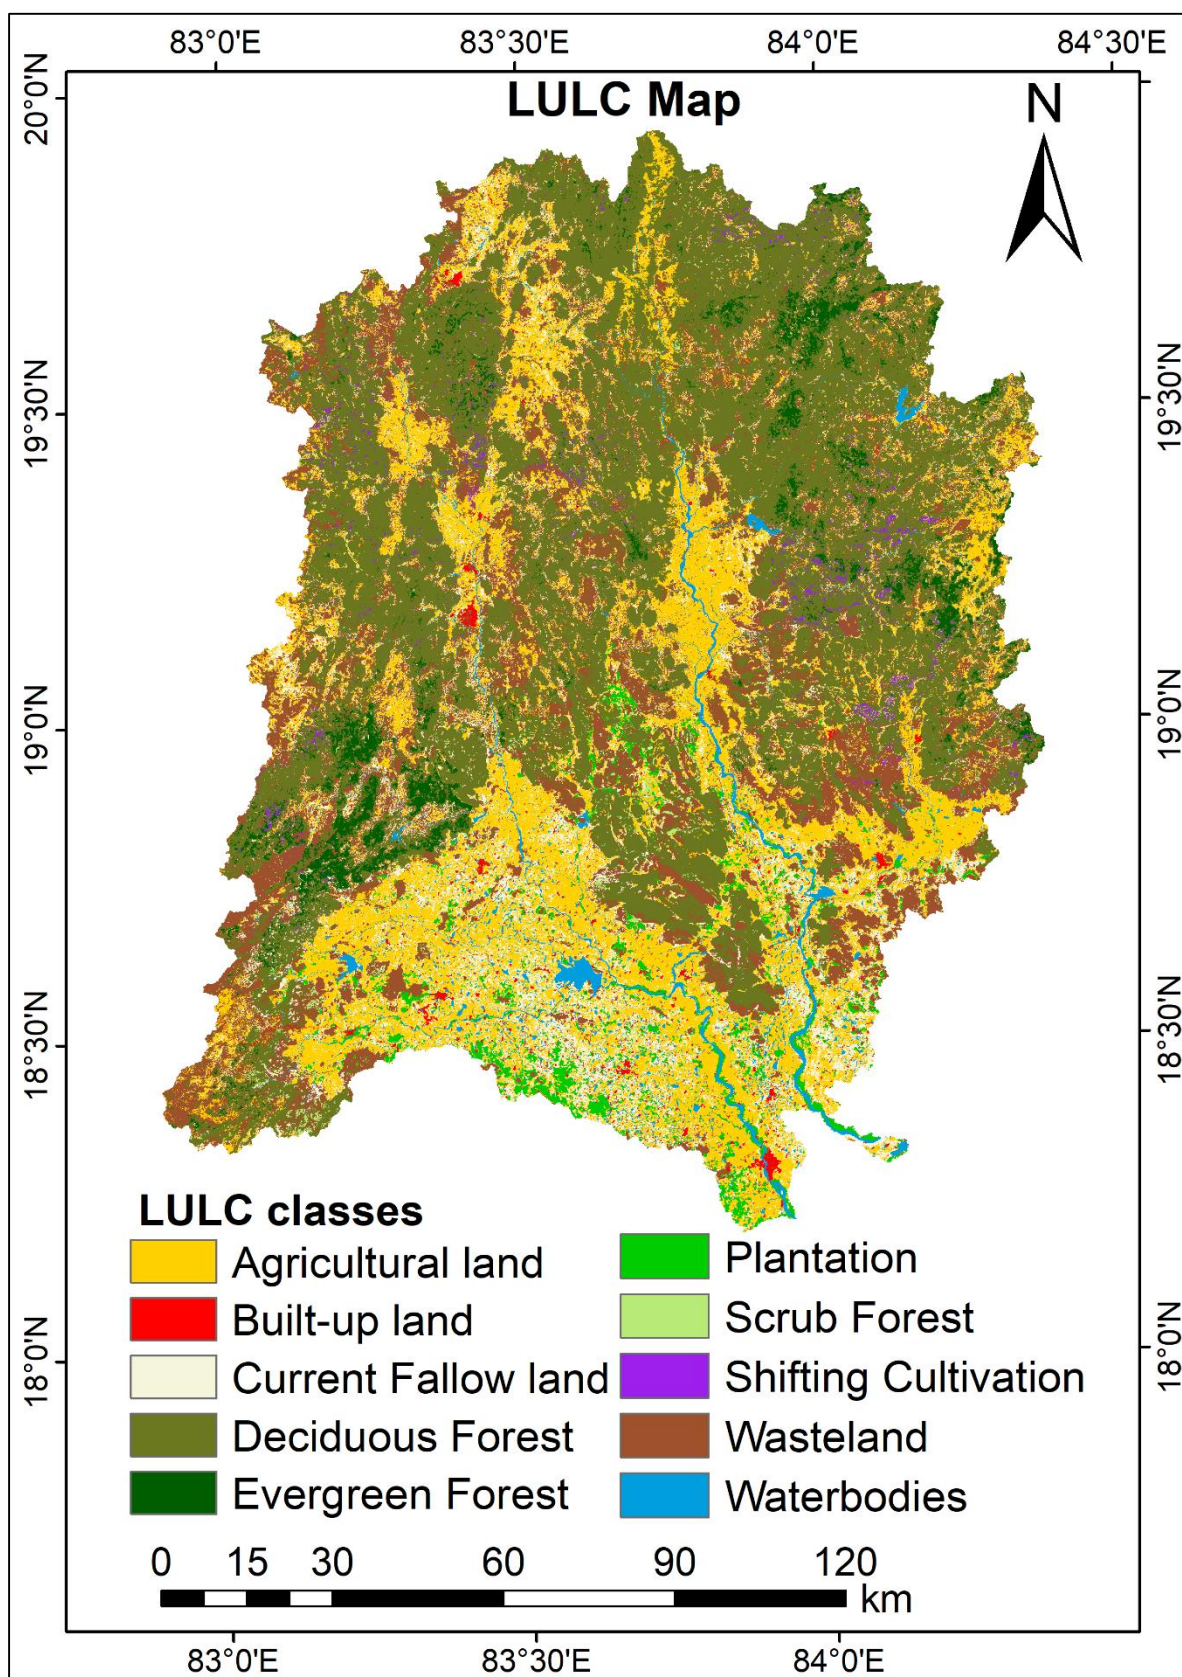 83°0'E 83°30'E 84°0'E 84°30'E
LULC Map
N
20°0'N
19°30'N
19°0'N
18°30'N
18°0'N
19°30'N
19°0'N
18°30'N
18°0'N
LULC classes
Agricultural land
Built-up land
Current Fallow land
Deciduous Forest
Evergreen Forest
Plantation
Scrub Forest
Shifting Cultivation
Wasteland
Waterbodies
0 15 30 60 90 120
km
83°0'E 83°30'E 84°0'E